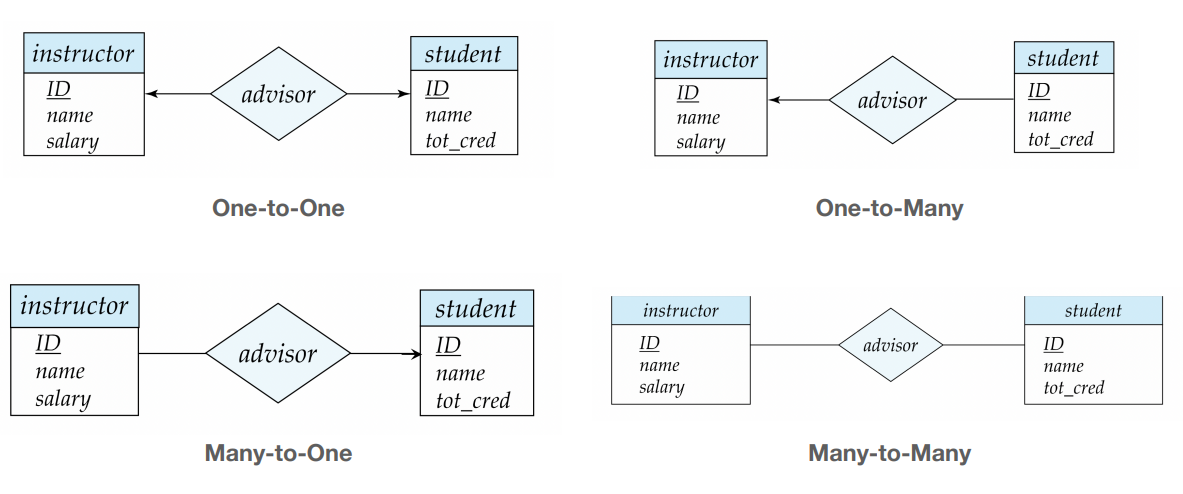 instructor
ID
name
salary
advisor
student
ID
name
tot_cred
One-to-One
instructor
ID
name
salary
advisor
student
ID
name
tot_cred
One-to-Many
instructor
ID
name
salary
advisor
student
ID
name
tot_cred
Many-to-One
instructor
ID
name
salary
advisor
student
ID
name
tot_cred
Many-to-Many